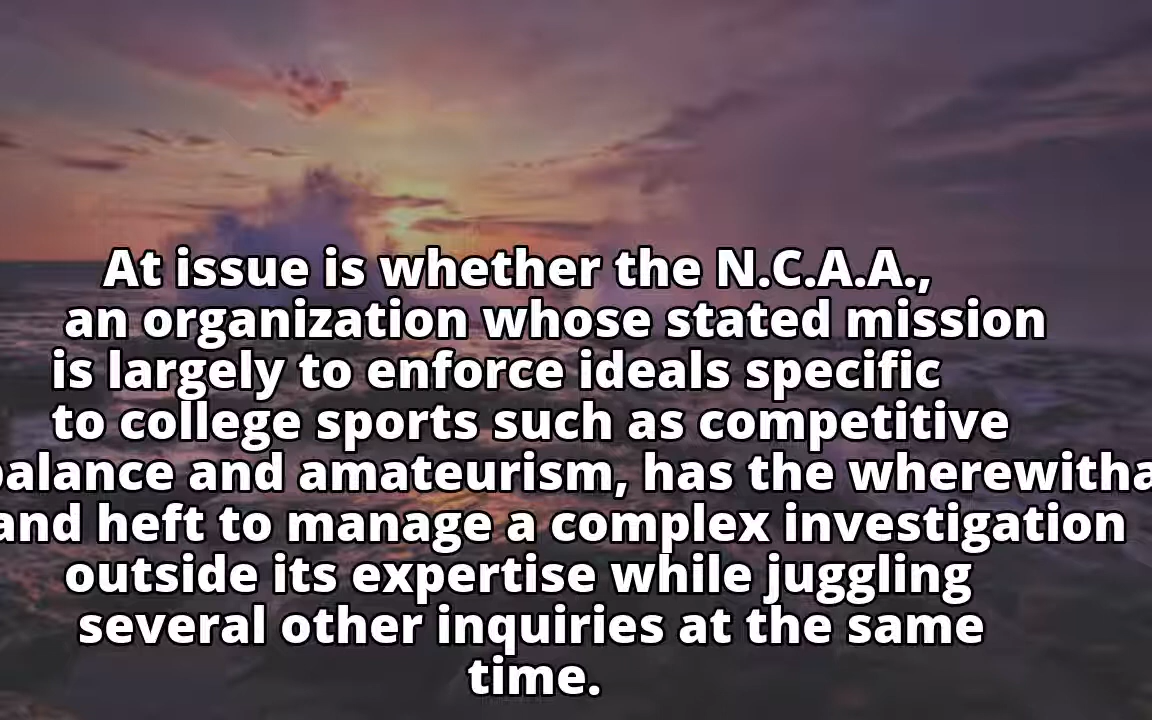 At issue is whether the N.C.A.A.,
an organization whose stated mission
is largely to enforce ideals specific
to college sports such as competitive
balance and amateurism, has the wherewithal
and heft to manage a complex investigation
outside its expertise while juggling
several other inquiries at the same
time.